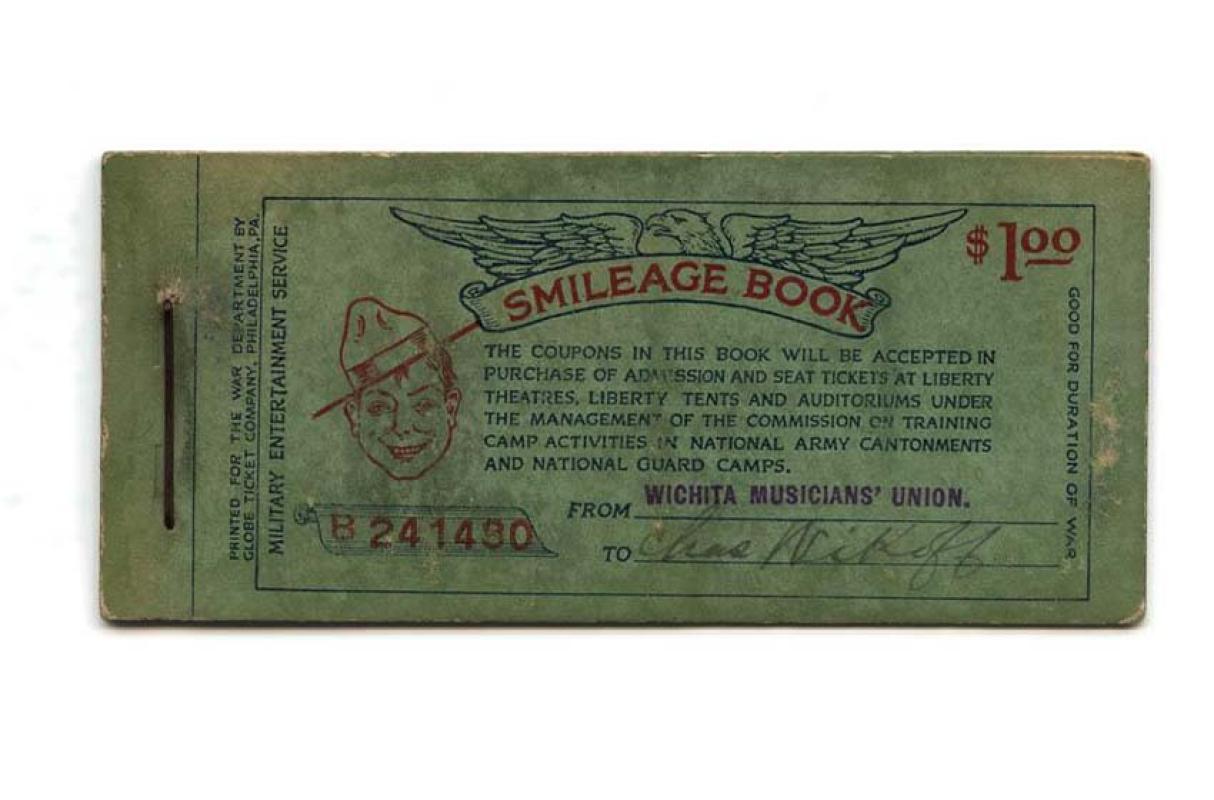 PRINTED FOR THE WAR DEPARTMENT BY
GLOBE TICKET COMPANY, PHILADELPHIA, PA.
MILITARY ENTERTAINMENT SERVICE
SMILEAGE BOOK
$1.00
THE COUPONS IN THIS BOOK WILL BE ACCEPTED IN
PURCHASE OF ADMISSION AND SEAT TICKETS AT LIBERTY
THEATRES, LIBERTY TENTS AND AUDITORIUMS UNDER
THE MANAGEMENT OF THE COMMISSION ON TRAINING
CAMP ACTIVITIES IN NATIONAL ARMY CANTONMENTS
AND NATIONAL GUARD CAMPS.
FROM WICHITA MUSICIANS' UNION.
TO Chas Wikoff
B 241430
GOOD FOR DURATION OF WAR